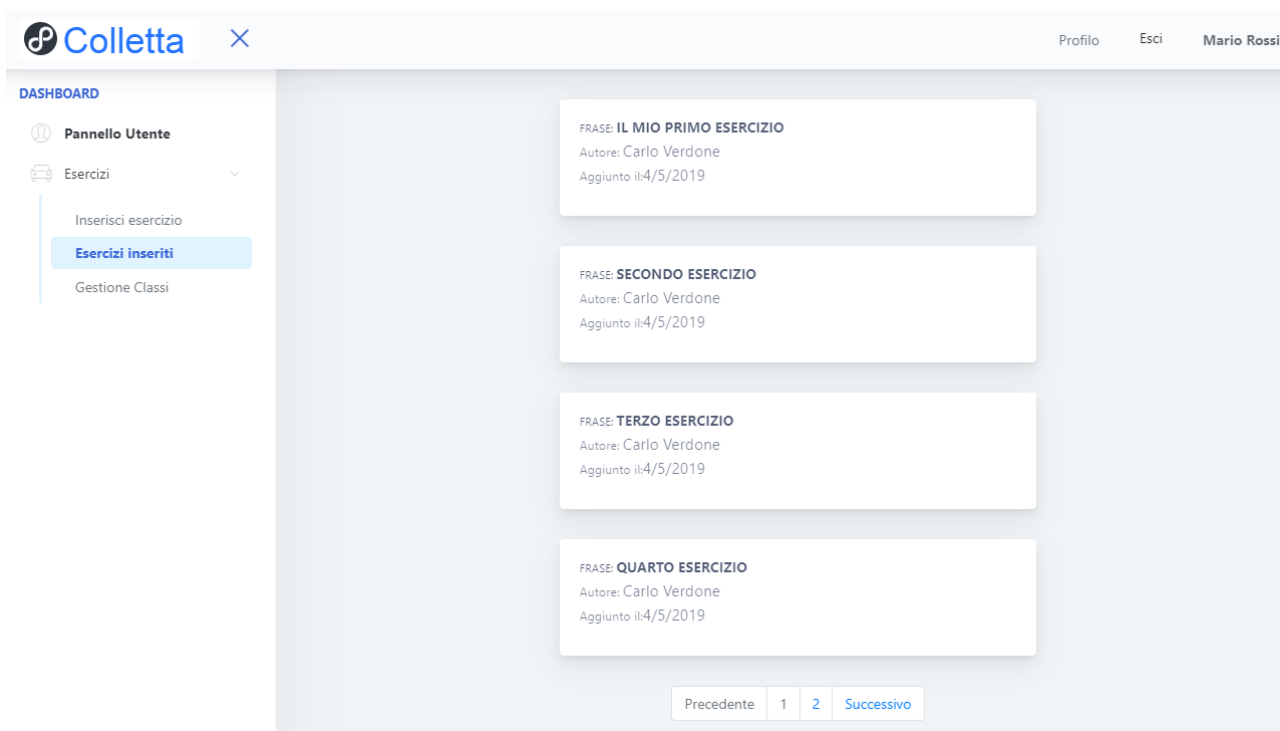 Colletta
Profilo Esci Mario Rossi
DASHBOARD
Pannello Utente
Esercizi
Inserisci esercizio
Esercizi inseriti
Gestione Classi
FRASE: IL MIO PRIMO ESERCIZIO
Autore: Carlo Verdone
Aggiunto il:4/5/2019
FRASE: SECONDO ESERCIZIO
Autore: Carlo Verdone
Aggiunto il:4/5/2019
FRASE: TERZO ESERCIZIO
Autore: Carlo Verdone
Aggiunto il:4/5/2019
FRASE: QUARTO ESERCIZIO
Autore: Carlo Verdone
Aggiunto il:4/5/2019
Precedente 1 2 Successivo